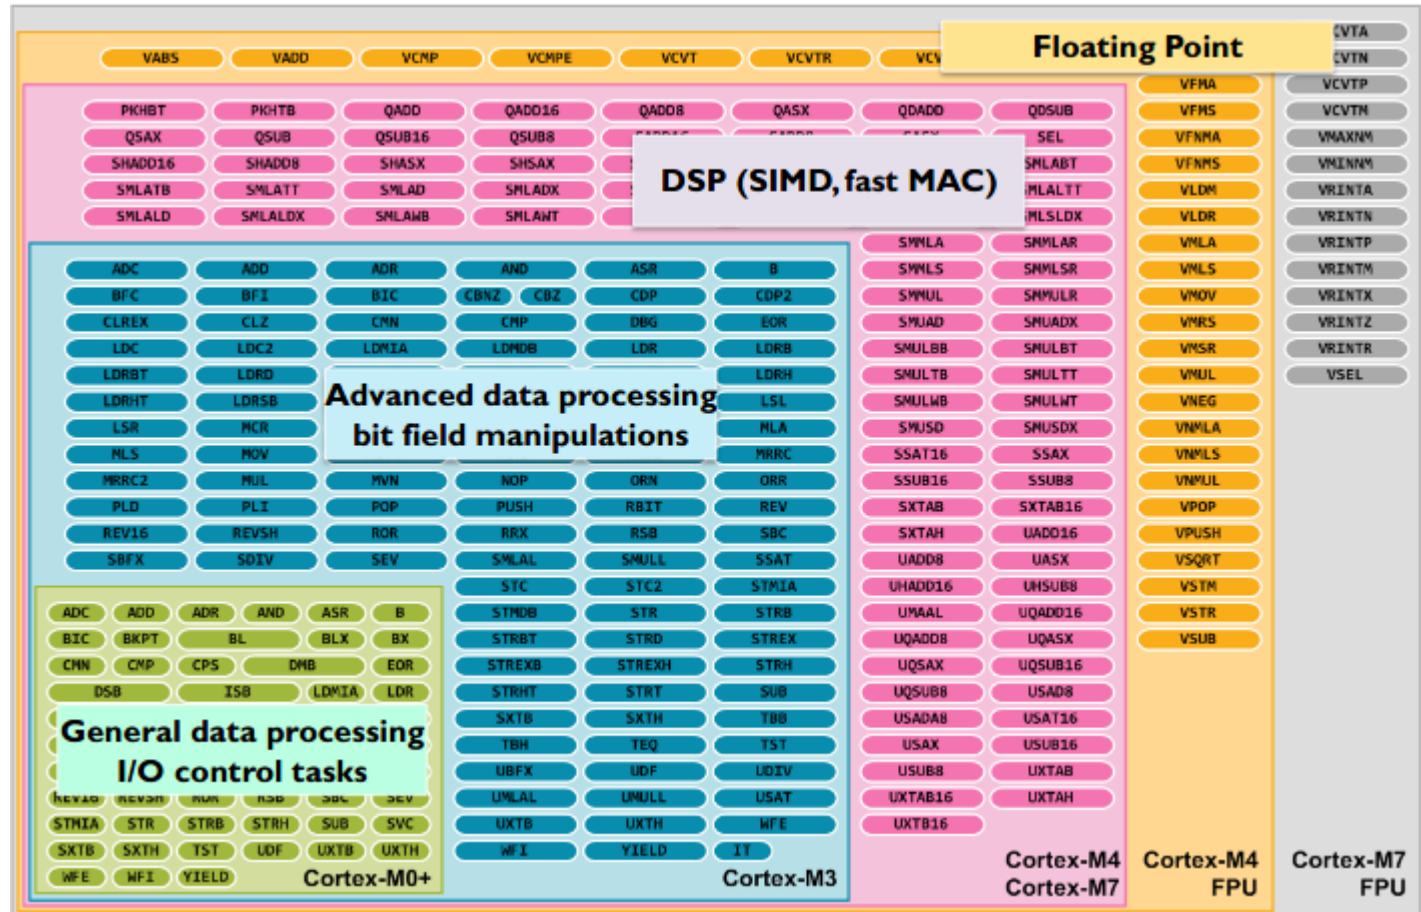 CVTA
VABS VADD VCMP VCMPE VCVT VCVTR Floating Point CVTN
VFMA VCVTP
PKHBT PKHTB QADD QADD16 QADD8 QASX QDADD QDSUB VFMS VCVTM
QSAX QSUB QSUB16 QSUB8 SEL VFNMA VMAXNM
SHADD16 SHADD8 SHASX SHSAX MLABT VFNMS VMINNM
SMLATB SMLATT SMLAD SMLADX DSP (SIMD, fast MAC) MLALTT VLDM VRINTA
SMLALD SMLALDX SMLAWB SMLAWT MLSLDX VLDR VRINTN
SMMLA SMMLAR VMLA VRINTP
ADC ADD ADR AND ASR B SMMLS SMMLSR VMLS VRINTM
BFC BFI BIC CBNZ CBZ CDP CDP2 SMMUL SMMULR VMOV VRINTX
CLREX CLZ CMN CMP DBG EOR SMUAD SMUADX VMRS VRINTZ
LDC LDC2 LDMIA LDMDB LDR LDRB SMULBB SMULBT VMSR VRINTR
LDRBT LDRD LDRH SMULTB SMULTT VMUL VSEL
LDRHT LDRSB Advanced data processing LSL SMULWB SMULWT VNEG
LSR MCR bit field manipulations MLA SMUSD SMUSDX VNMLA
MLS MOV MRRC SSAT16 SSAX VNMLS
MRRC2 MUL MVN NOP ORN ORR SSUB16 SSUB8 VNMUL
PLD PLI POP PUSH RBIT REV SXTAB SXTAB16 VPOP
REV16 REVSH ROR RRX RSB SBC SXTAH UADD16 VPUSH
SBFX SDIV SEV SMLAL SMULL SSAT UADD8 UASX VSQRT
STC STC2 STMIA UHADD16 UHSUB8 VSTM
ADC ADD ADR AND ASR B STMDB STR STRB UMAAL UQADD16 VSTR
BIC BKPT BL BLX BX STRBT STRD STREX UQADD8 UQASX VSUB
CMN CMP CPS DMB EOR STREXB STREXH STRH UQSAX UQSUB16
DSB ISB LDMIA LDR STRHT STRT SUB UQSUB8 USAD8
General data processing SXTB SXTH TBB USADA8 USAT16
TBH TEQ TST USAX USUB16
I/O control tasks UBFX UDF UDIV USUB8 UXTAB
REV16 REVSH ROR RSB SBC SEV UMLAL UMULL USAT UXTAB16 UXTAH
STMIA STR STRB STRH SUB SVC UXTB UXTH WFE UXTB16
SXTB SXTH TST UDF UXTB UXTH WFI YIELD IT Cortex-M4 Cortex-M4 Cortex-M7
WFE WFI YIELD Cortex-M0+ Cortex-M3 Cortex-M7 FPU FPU